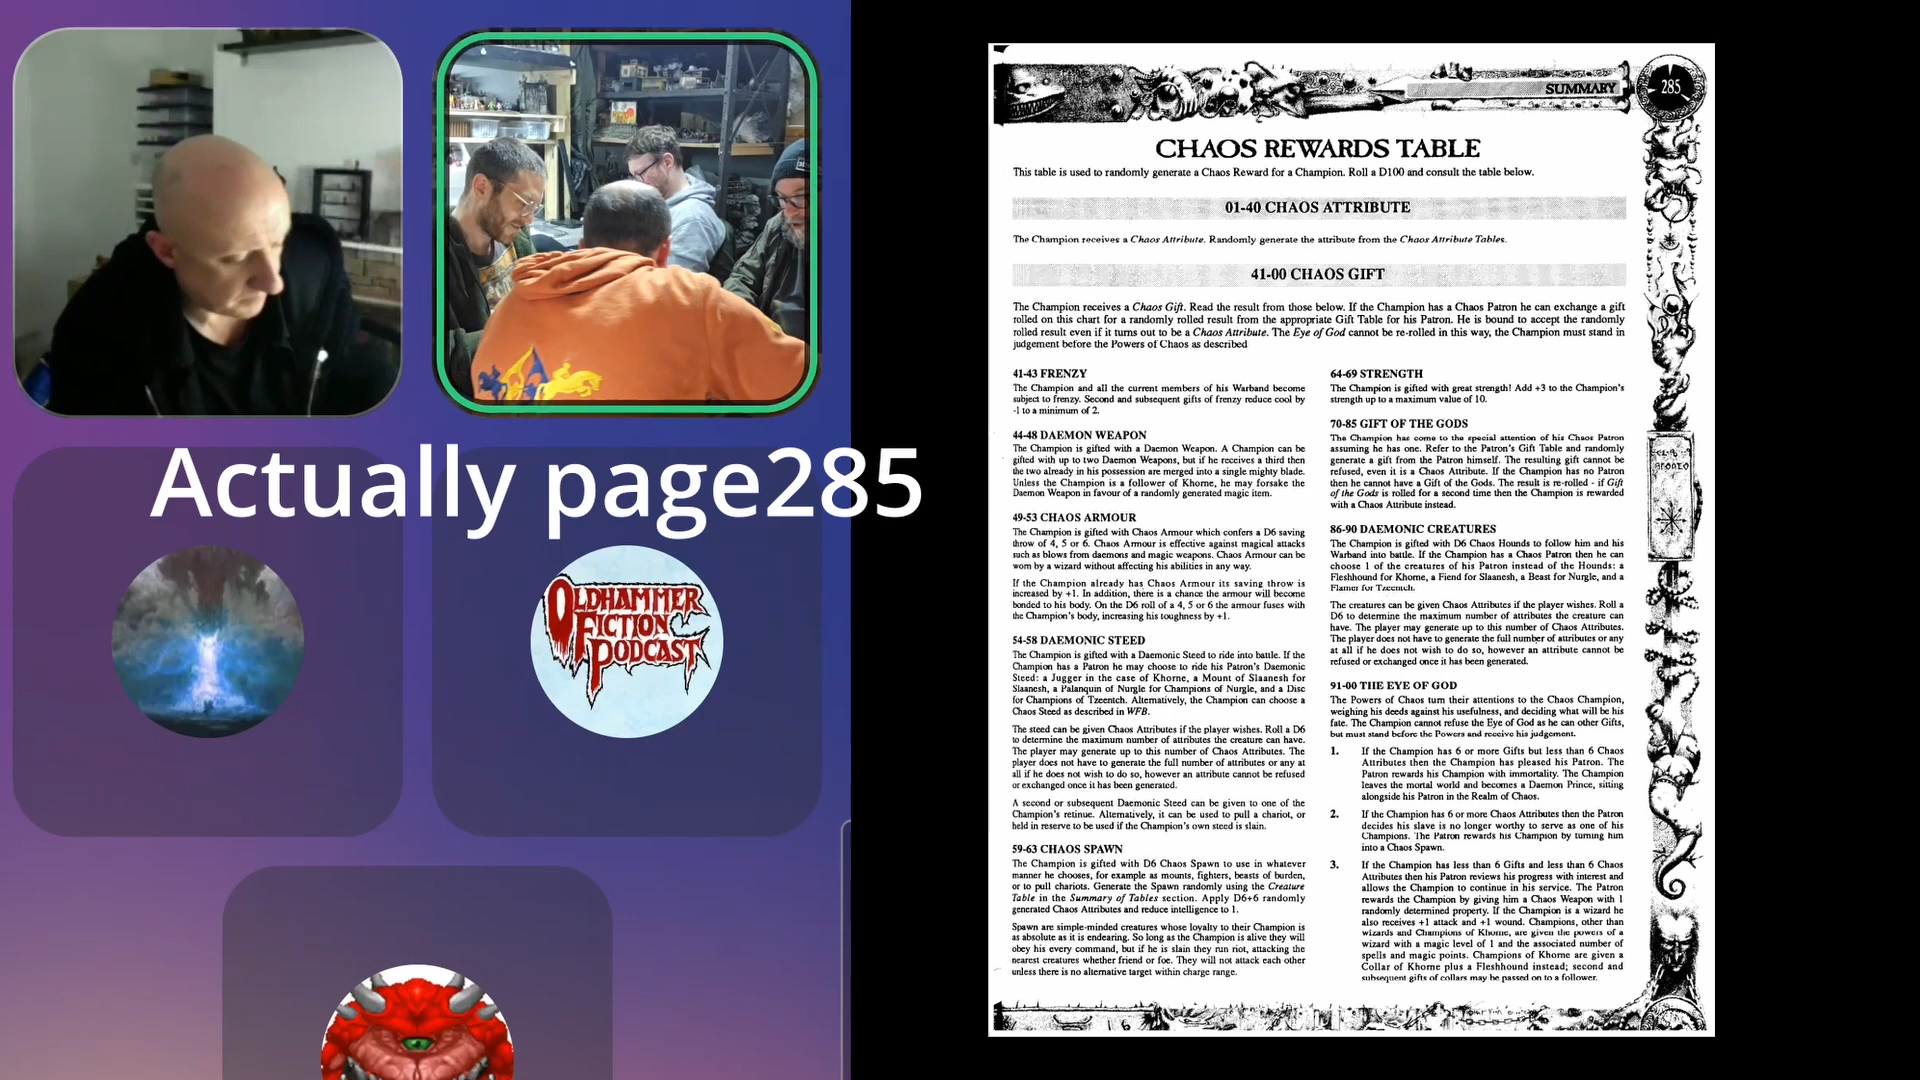 Actually page285
OLDHAMMER
FICTION
PODCAST
SUMMARY
285
CHAOS REWARDS TABLE
This table is used to randomly generate a Chaos Reward for a Champion. Roll a D100 and consult the table below.
01-40 CHAOS ATTRIBUTE
The Champion receives a Chaos Attribute. Randomly generate the attribute from the Chaos Attribute Tables.
41-00 CHAOS GIFT
The Champion receives a Chaos Gift. Read the result from those below. If the Champion has a Chaos Patron he can exchange a gift
rolled on this chart for a randomly rolled result from the appropriate Gift Table for his Patron. He is bound to accept the randomly
rolled result even if it turns out to be a Chaos Attribute. The Eye of God cannot be re-rolled in this way, the Champion must stand in
judgement before the Powers of Chaos as described
41-43 FRENZY
The Champion and all the current members of his Warband become
subject to frenzy. Second and subsequent gifts of frenzy reduce cool by
-1 to a minimum of 2.
44-48 DAEMON WEAPON
The Champion is gifted with a Daemon Weapon. A Champion can be
gifted with up to two Daemon Weapons, but if he receives a third then
the two already in his possession are merged into a single mighty blade.
Unless the Champion is a follower of Khorne, he may forsake the
Daemon Weapon in favour of a randomly generated magic item.
49-53 CHAOS ARMOUR
The Champion is gifted with Chaos Armour which confers a D6 saving
throw of 4, 5 or 6. Chaos Armour is effective against magical attacks
such as blows from daemons and magic weapons. Chaos Armour can be
worn by a wizard without affecting his abilities in any way.
If the Champion already has Chaos Armour its saving throw is
increased by +1. In addition, there is a chance the armour will become
bonded to his body. On the D6 roll of a 4, 5 or 6 the armour fuses with
the Champion's body, increasing his toughness by +1.
54-58 DAEMONIC STEED
The Champion is gifted with a Daemonic Steed to ride into battle. If the
Champion has a Patron he may choose to ride his Patron's Daemonic
Steed: a Jugger in the case of Khorne, a Mount of Slaanesh for
Slaanesh, a Palanquin of Nurgle for Champions of Nurgle, and a Disc
for Champions of Tzeentch. Alternatively, the Champion can choose a
Chaos Steed as described in WFB.
The steed can be given Chaos Attributes if the player wishes. Roll a D6
to determine the maximum number of attributes the creature can have.
The player may generate up to this number of Chaos Attributes. The
player does not have to generate the full number of attributes or any at
all if he does not wish to do so, however an attribute cannot be refused
or exchanged once it has been generated.
A second or subsequent Daemonic Steed can be given to one of the
Champion's retinue. Alternatively, it can be used to pull a chariot, or
held in reserve to be used if the Champion's own steed is slain.
59-63 CHAOS SPAWN
The Champion is gifted with D6 Chaos Spawn to use in whatever
manner he chooses, for example as mounts, fighters, beasts of burden,
or to pull chariots. Generate the Spawn randomly using the Creature
Table in the Summary of Tables section. Apply D6+6 randomly
generated Chaos Attributes and reduce intelligence to 1.
Spawn are simple-minded creatures whose loyalty to their Champion is
as absolute as it is endearing. So long as the Champion is alive they will
obey his every command, but if he is slain they run riot, attacking the
nearest creatures whether friend or foe. They will not attack each other
unless there is no alternative target within charge range.
64-69 STRENGTH
The Champion is gifted with great strength! Add +3 to the Champion's
strength up to a maximum value of 10.
70-85 GIFT OF THE GODS
The Champion has come to the special attention of his Chaos Patron
assuming he has one. Refer to the Patron's Gift Table and randomly
generate a gift from the Patron himself. The resulting gift cannot be
refused, even it is a Chaos Attribute. If the Champion has no Patron
then he cannot have a Gift of the Gods. The result is re-rolled - if Gift
of the Gods is rolled for a second time then the Champion is rewarded
with a Chaos Attribute instead.
86-90 DAEMONIC CREATURES
The Champion is gifted with D6 Chaos Hounds to follow him and his
Warband into battle. If the Champion has a Chaos Patron then he can
choose 1 of the creatures of his Patron instead of the Hounds: a
Fleshhound for Khorne, a Fiend for Slaanesh, a Beast for Nurgle, and a
Flamer for Tzeentch.
The creatures can be given Chaos Attributes if the player wishes. Roll a
D6 to determine the maximum number of attributes the creature can
have. The player may generate up to this number of Chaos Attributes.
The player does not have to generate the full number of attributes or any
at all if he does not wish to do so, however an attribute cannot be
refused or exchanged once it has been generated.
91-00 THE EYE OF GOD
The Powers of Chaos turn their attentions to the Chaos Champion,
weighing his deeds against his usefulness, and deciding what will be his
fate. The Champion cannot refuse the Eye of God as he can other Gifts,
but must stand before the Powers and receive his judgement.
1. If the Champion has 6 or more Gifts but less than 6 Chaos
Attributes then the Champion has pleased his Patron. The
Patron rewards his Champion with immortality. The Champion
leaves the mortal world and becomes a Daemon Prince, sitting
alongside his Patron in the Realm of Chaos.
2. If the Champion has 6 or more Chaos Attributes then the Patron
decides his slave is no longer worthy to serve as one of his
Champions. The Patron rewards his Champion by turning him
into a Chaos Spawn.
3. If the Champion has less than 6 Gifts and less than 6 Chaos
Attributes then his Patron reviews his progress with interest and
allows the Champion to continue in his service. The Patron
rewards the Champion by giving him a Chaos Weapon with 1
randomly determined property. If the Champion is a wizard he
also receives +1 attack and +1 wound. Champions, other than
wizards and Champions of Khorne, are given the powers of a
wizard with a magic level of 1 and the associated number of
spells and magic points. Champions of Khorne are given a
Collar of Khorne plus a Fleshhound instead; second and
subsequent gifts of collars may be passed on to a follower.